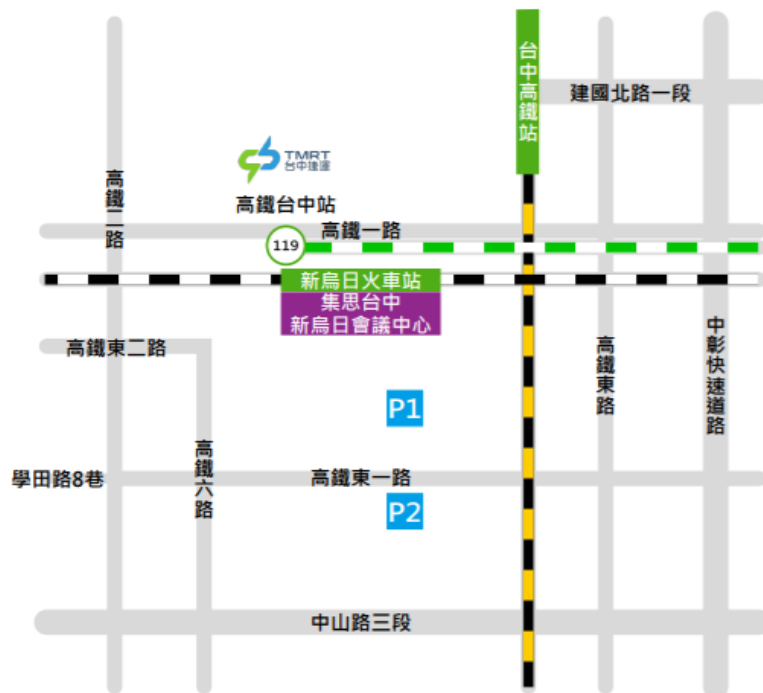 台中高鐵站
建國北路一段
TMRT
台中捷運
高鐵二路
高鐵台中站
高鐵一路
119
新烏日火車站
集思台中
新烏日會議中心
高鐵東二路
高鐵東路
中彰快速道路
P1
學田路8巷
高鐵六路
高鐵東一路
P2
中山路三段